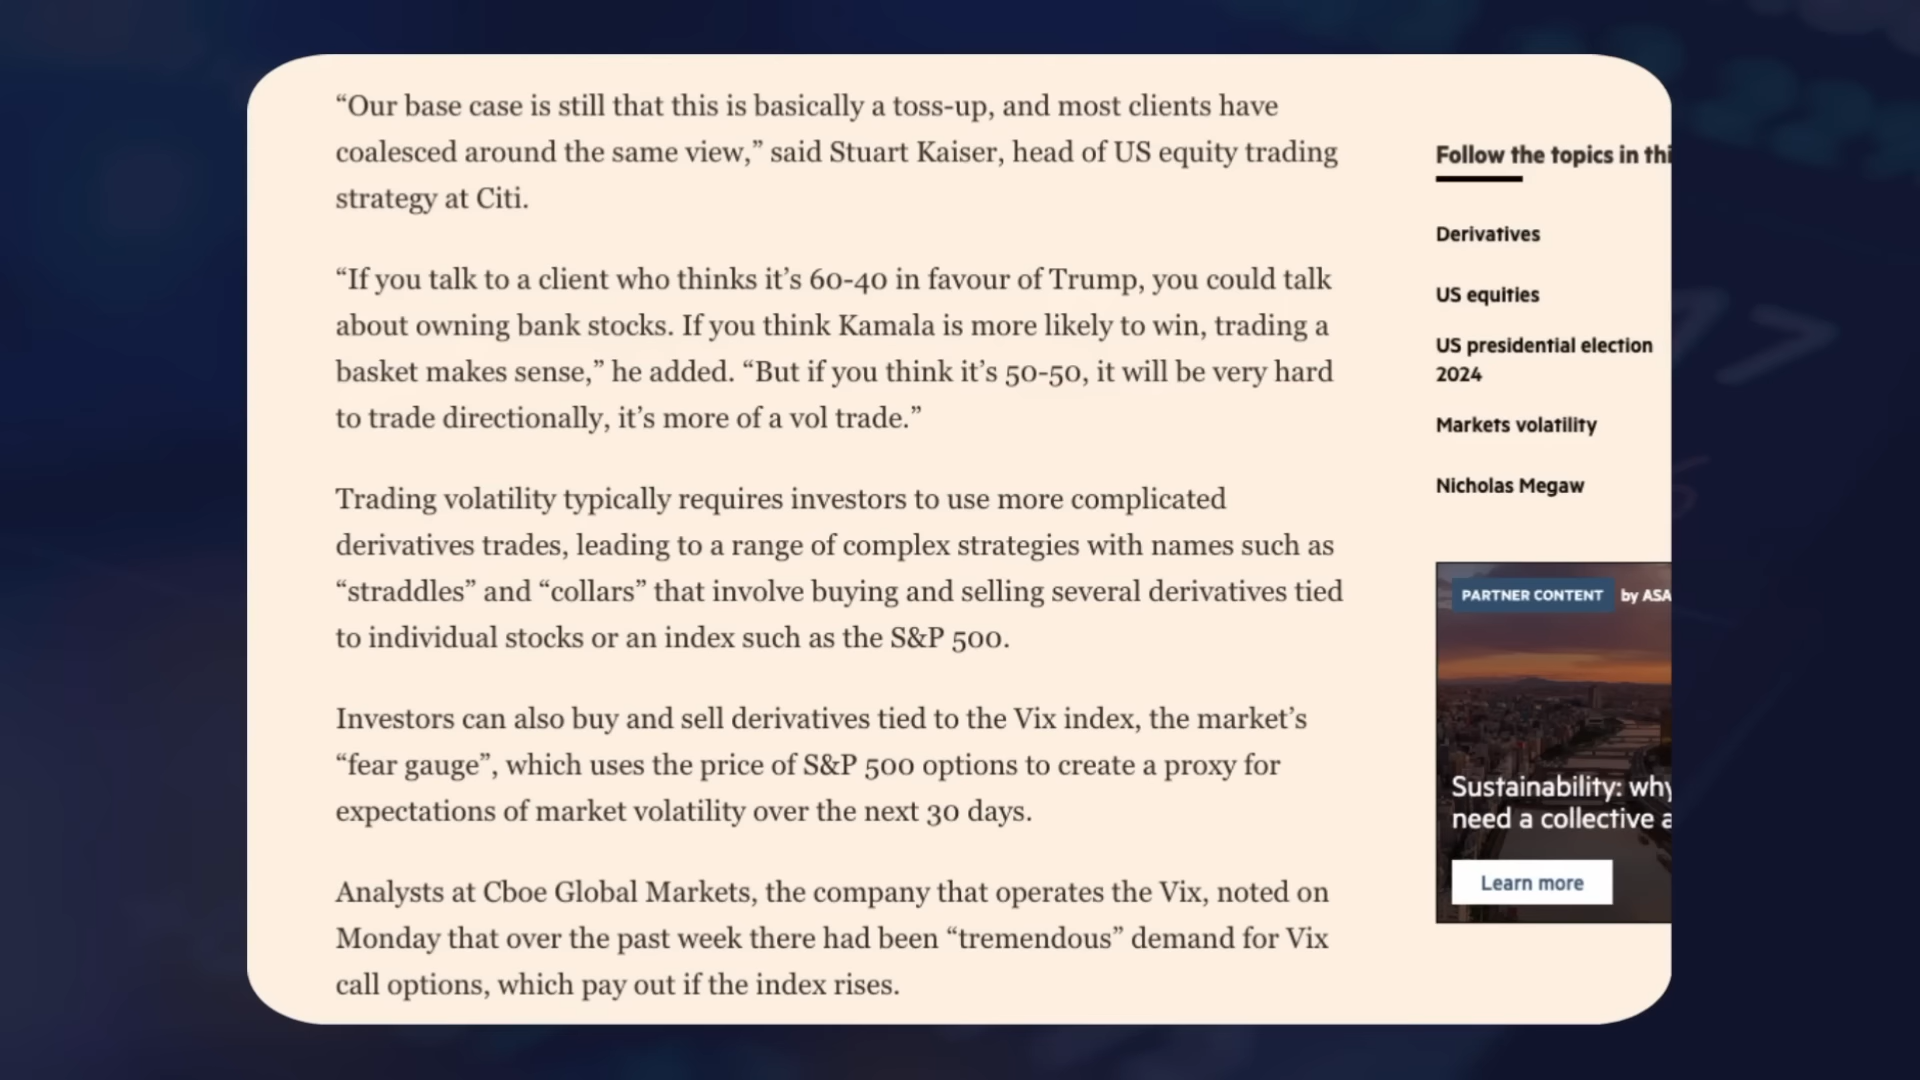 “Our base case is still that this is basically a toss-up, and most clients have
coalesced around the same view,” said Stuart Kaiser, head of US equity trading
strategy at Citi.
“If you talk to a client who thinks it’s 60-40 in favour of Trump, you could talk
about owning bank stocks. If you think Kamala is more likely to win, trading a
basket makes sense,” he added. “But if you think it’s 50-50, it will be very hard
to trade directionally, it’s more of a vol trade.”
Trading volatility typically requires investors to use more complicated
derivatives trades, leading to a range of complex strategies with names such as
“straddles” and “collars” that involve buying and selling several derivatives tied
to individual stocks or an index such as the S&P 500.
Investors can also buy and sell derivatives tied to the Vix index, the market’s
“fear gauge”, which uses the price of S&P 500 options to create a proxy for
expectations of market volatility over the next 30 days.
Analysts at Cboe Global Markets, the company that operates the Vix, noted on
Monday that over the past week there had been “tremendous” demand for Vix
call options, which pay out if the index rises.
Follow the topics in thi
Derivatives
US equities
US presidential election
2024
Markets volatility
Nicholas Megaw
PARTNER CONTENT by ASA
Sustainability: why
need a collective a
Learn more